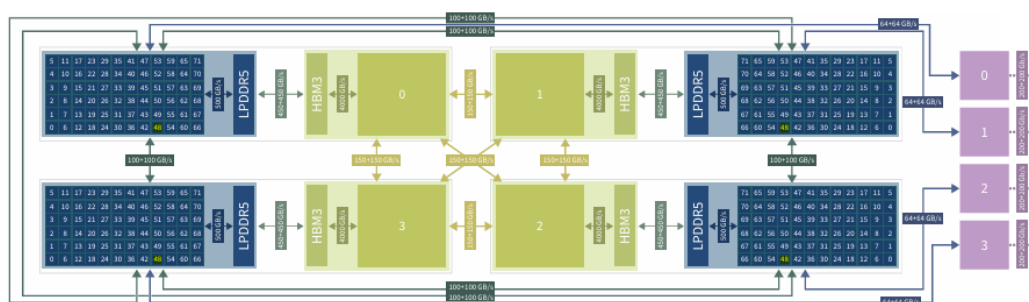 100+100 GB/s
100+100 GB/s
64+64 GB/s
5 11 17 23 29 35 41 47 53 59 65 71
4 10 16 22 28 34 40 46 52 58 64 70
3 9 15 21 27 33 39 45 51 57 63 69
2 8 14 20 26 32 38 44 50 56 62 68
1 7 13 19 25 31 37 43 49 55 61 67
0 6 12 18 24 30 36 42 48 54 60 66
500 GB/s
LPDDR5
450+450 GB/s
HBM3
4000 GB/s
0
150+150 GB/s
1
4000 GB/s
HBM3
450+450 GB/s
LPDDR5
500 GB/s
71 65 59 53 47 41 35 29 23 17 11 5
70 64 58 52 46 40 34 28 22 16 10 4
69 63 57 51 45 39 33 27 21 15 9 3
68 62 56 50 44 38 32 26 20 14 8 2
67 61 55 49 43 37 31 25 19 13 7 1
66 60 54 48 42 36 30 24 18 12 6 0
64+64 GB/s
0
200+200 GB/s
1
200+200 GB/s
100+100 GB/s
150+150 GB/s
150+150 GB/s
150+150 GB/s
100+100 GB/s
5 11 17 23 29 35 41 47 53 59 65 71
4 10 16 22 28 34 40 46 52 58 64 70
3 9 15 21 27 33 39 45 51 57 63 69
2 8 14 20 26 32 38 44 50 56 62 68
1 7 13 19 25 31 37 43 49 55 61 67
0 6 12 18 24 30 36 42 48 54 60 66
500 GB/s
LPDDR5
450+450 GB/s
HBM3
4000 GB/s
3
150+150 GB/s
2
4000 GB/s
HBM3
450+450 GB/s
LPDDR5
500 GB/s
71 65 59 53 47 41 35 29 23 17 11 5
70 64 58 52 46 40 34 28 22 16 10 4
69 63 57 51 45 39 33 27 21 15 9 3
68 62 56 50 44 38 32 26 20 14 8 2
67 61 55 49 43 37 31 25 19 13 7 1
66 60 54 48 42 36 30 24 18 12 6 0
64+64 GB/s
2
200+200 GB/s
3
200+200 GB/s
100+100 GB/s
100+100 GB/s
64+64 GB/s